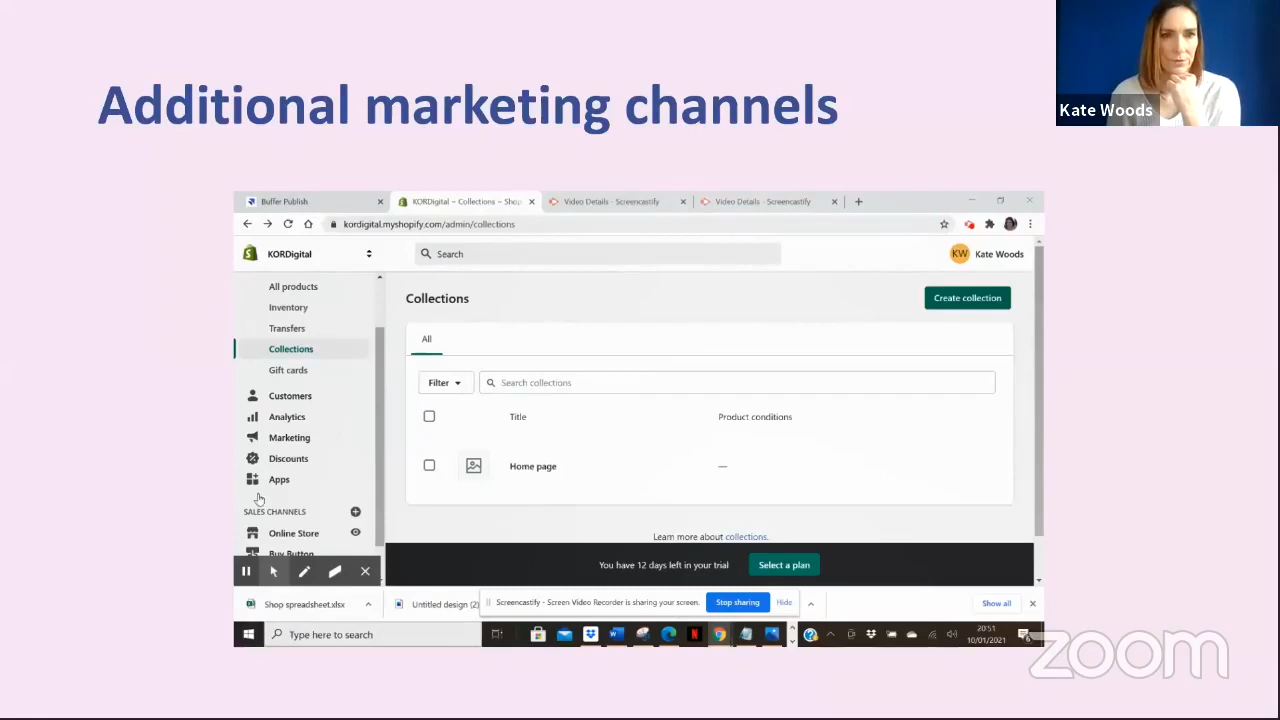 Kate Woods
Additional marketing channels
Buffer Publish
KORDigital ~ Collections ~ Shop
Video Details - Screencastify
Video Details - Screencastify
kordigital.myshopify.com/admin/collections
KORDigital
Search
KW
Kate Woods
All products
Inventory
Transfers
Collections
Gift cards
Customers
Analytics
Marketing
Discounts
Apps
SALES CHANNELS
Online Store
Buy Button
Collections
Create collection
All
Filter
Search collections
Title
Product conditions
Home page
—
Learn more about collections.
You have 12 days left in your trial
Select a plan
Shop spreadsheet.xlsx
Untitled design (2)
Screencastify - Screen Video Recorder is sharing your screen.
Stop sharing
Hide
Show all
Type here to search
20:51
10/01/2021
zoom